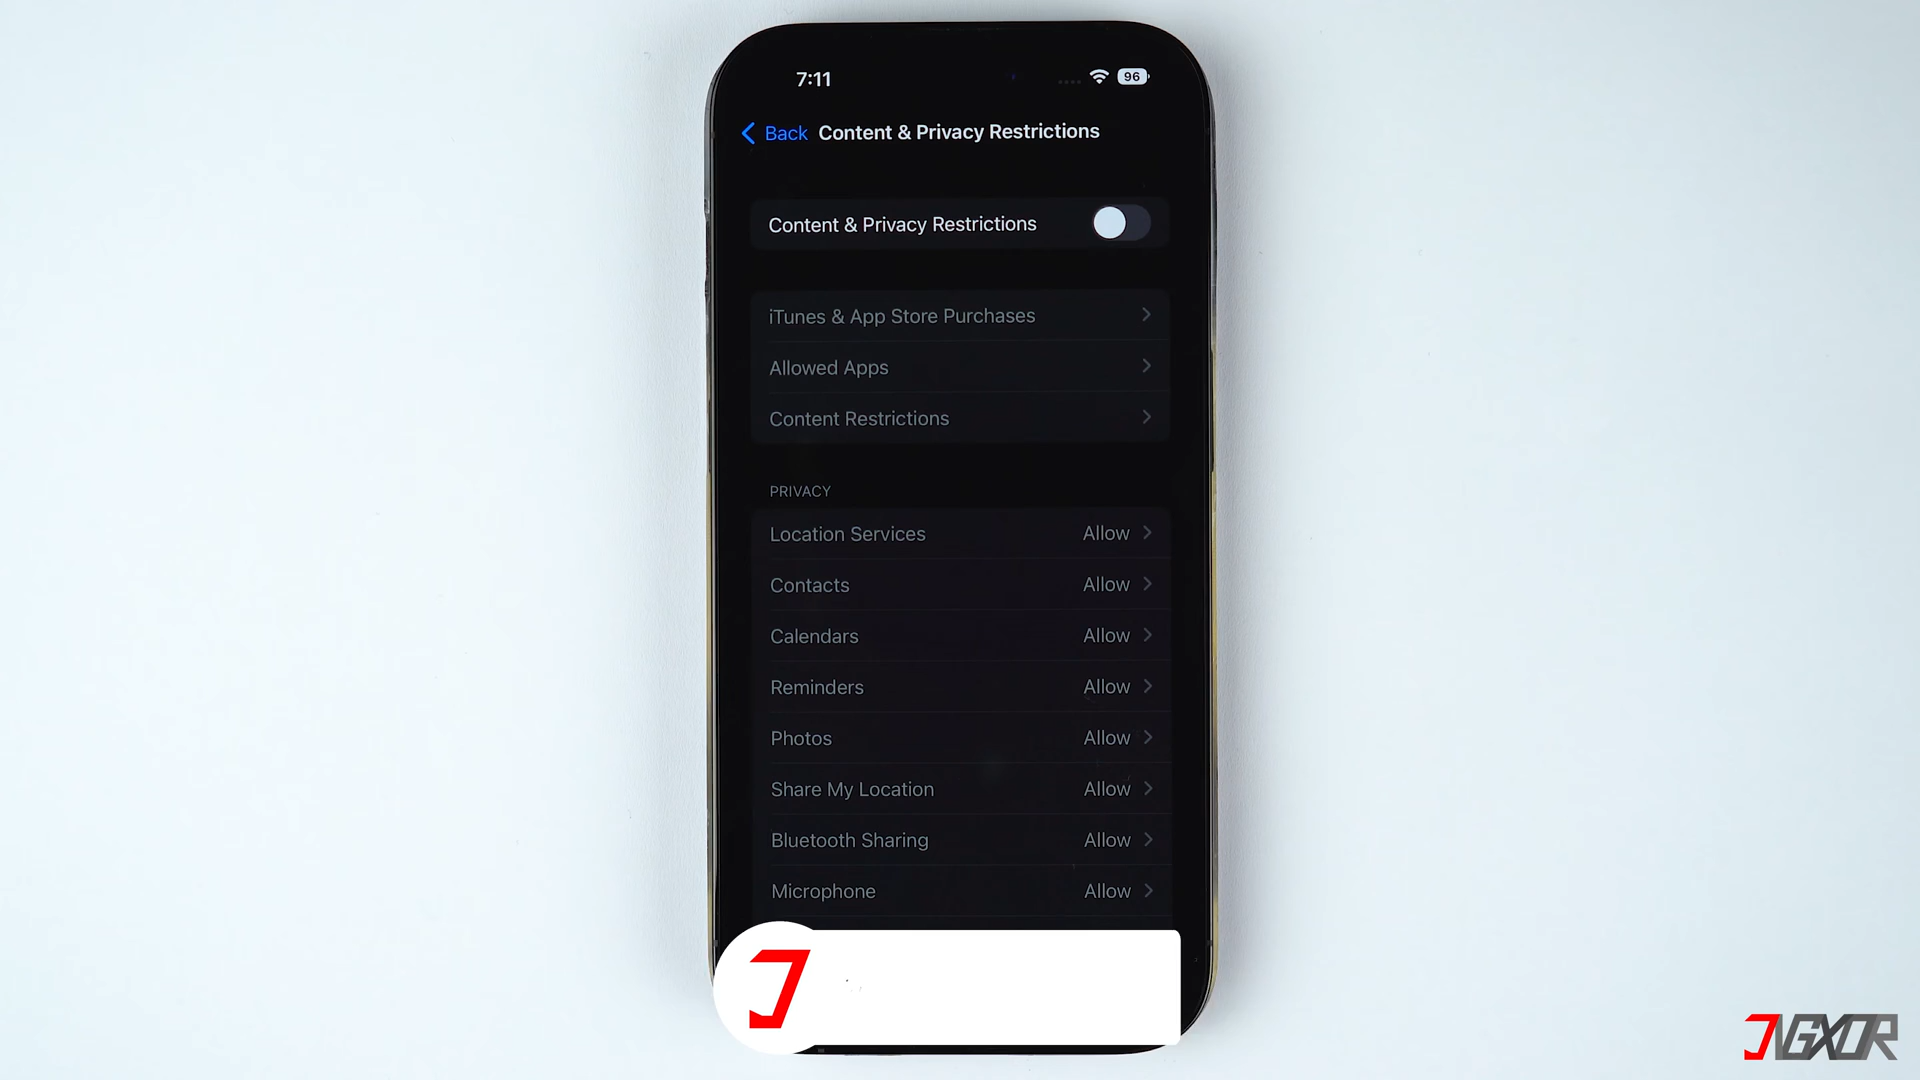 7:11
96
Back Content & Privacy Restrictions
Content & Privacy Restrictions
iTunes & App Store Purchases
Allowed Apps
Content Restrictions
PRIVACY
Location Services Allow
Contacts Allow
Calendars Allow
Reminders Allow
Photos Allow
Share My Location Allow
Bluetooth Sharing Allow
Microphone Allow
J
JVGXOR